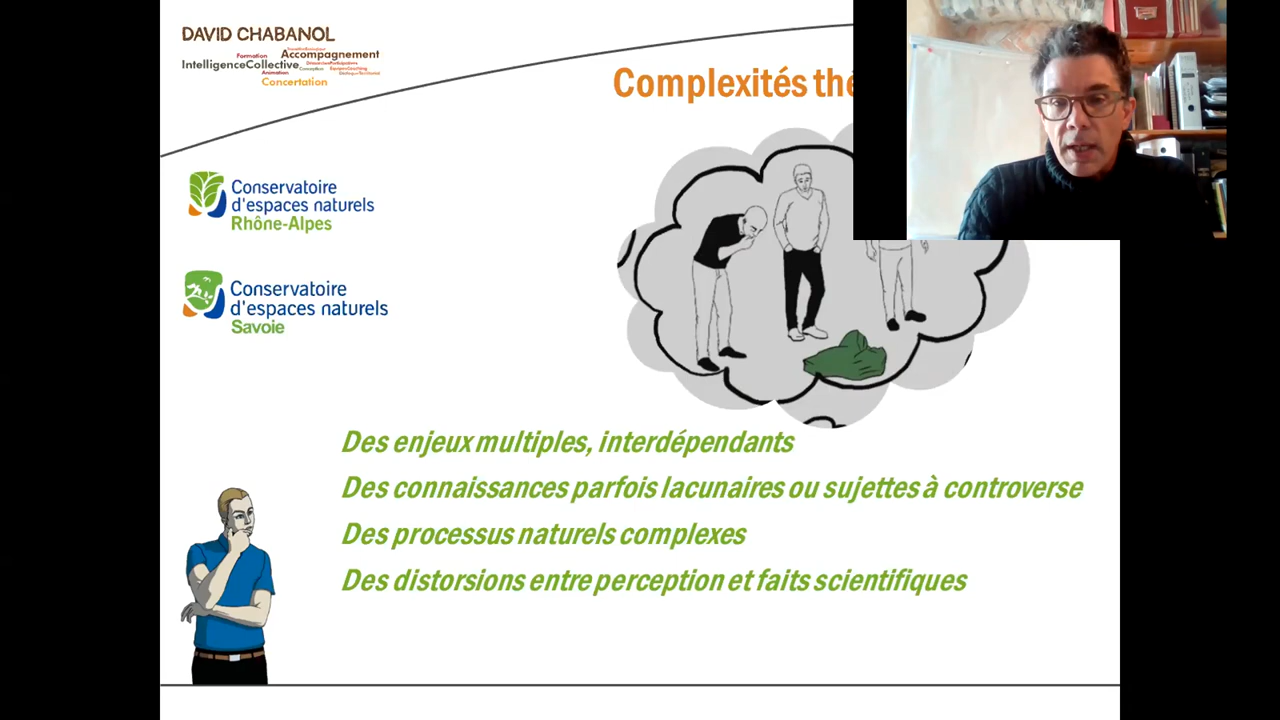 DAVID CHABANOL
Formation
Accompagnement
IntelligenceCollective
Animation
Concertation
Complexités thé
Conservatoire
d'espaces naturels
Rhône-Alpes
Conservatoire
d'espaces naturels
Savoie
Des enjeux multiples, interdépendants
Des connaissances parfois lacunaires ou sujettes à controverse
Des processus naturels complexes
Des distorsions entre perception et faits scientifiques